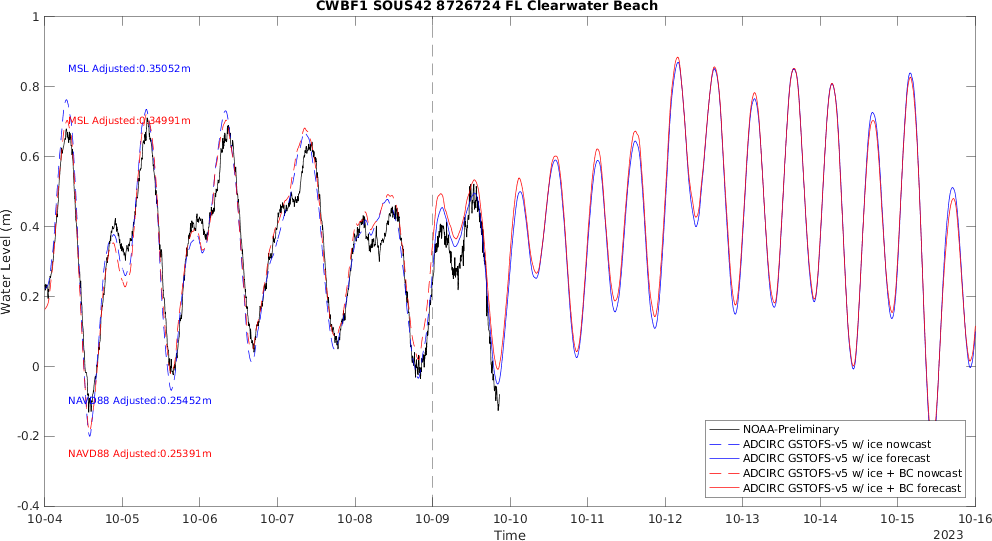 CWBF1 SOUS42 8726724 FL Clearwater Beach
1
0.8
0.6
0.4
0.2
0
-0.2
-0.4
Water Level (m)
MSL Adjusted:0.35052m
MSL Adjusted:0.34991m
NAVD88 Adjusted:0.25452m
NAVD88 Adjusted:0.25391m
NOAA-Preliminary
ADCIRC GSTOFS-v5 w/ ice nowcast
ADCIRC GSTOFS-v5 w/ ice forecast
ADCIRC GSTOFS-v5 w/ ice + BC nowcast
ADCIRC GSTOFS-v5 w/ ice + BC forecast
10-04 10-05 10-06 10-07 10-08 10-09 10-10 10-11 10-12 10-13 10-14 10-15 10-16
Time
2023